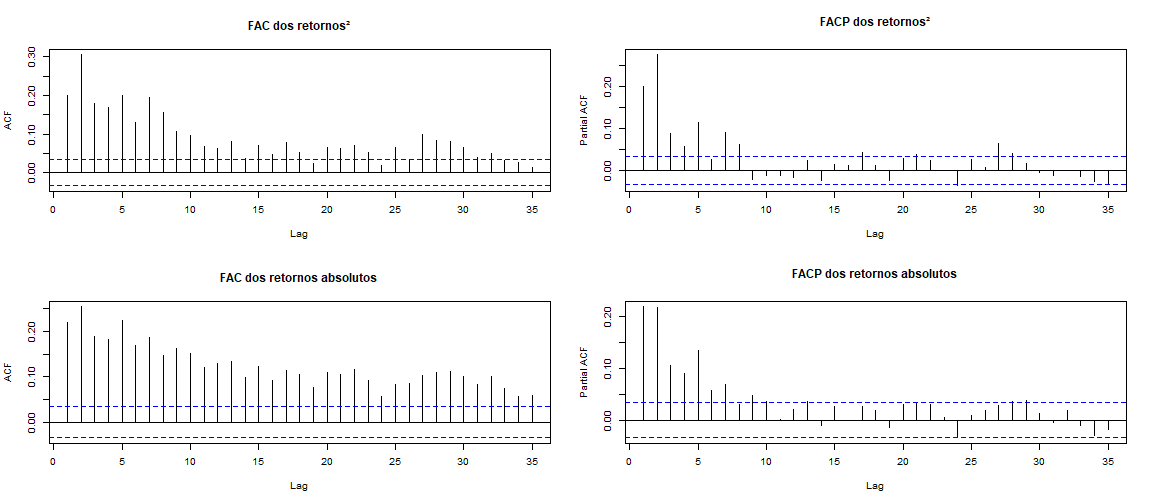 FAC dos retornos²
ACF
0.00 0.10 0.20 0.30
0 5 10 15 20 25 30 35
Lag
FACP dos retornos²
Partial ACF
0.00 0.10 0.20
0 5 10 15 20 25 30 35
Lag
FAC dos retornos absolutos
ACF
0.00 0.10 0.20
0 5 10 15 20 25 30 35
Lag
FACP dos retornos absolutos
Partial ACF
0.00 0.10 0.20
0 5 10 15 20 25 30 35
Lag